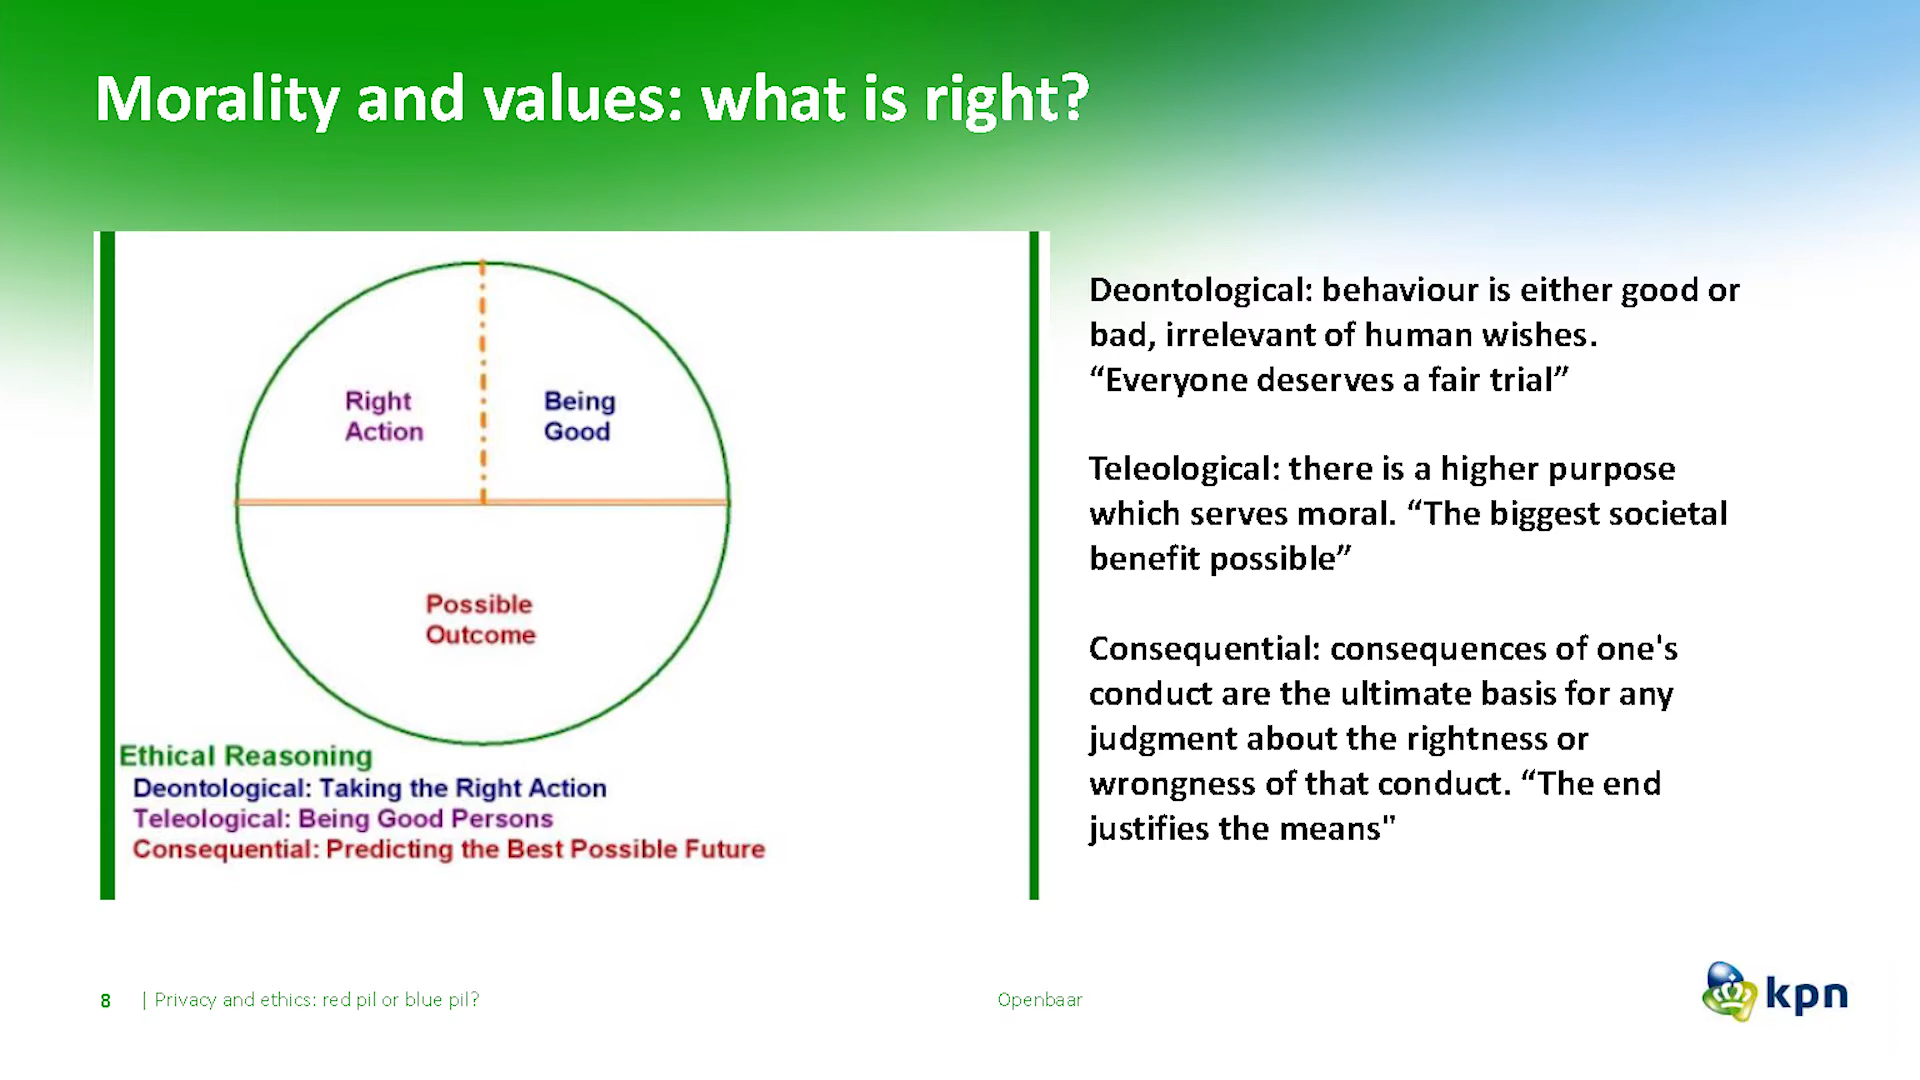 Morality and values: what is right?
Right
Action
Being
Good
Possible
Outcome
Ethical Reasoning
Deontological: Taking the Right Action
Teleological: Being Good Persons
Consequential: Predicting the Best Possible Future
Deontological: behaviour is either good or
bad, irrelevant of human wishes.
“Everyone deserves a fair trial”
Teleological: there is a higher purpose
which serves moral. “The biggest societal
benefit possible”
Consequential: consequences of one's
conduct are the ultimate basis for any
judgment about the rightness or
wrongness of that conduct. “The end
justifies the means"
8 | Privacy and ethics: red pil or blue pil?
Openbaar
kpn